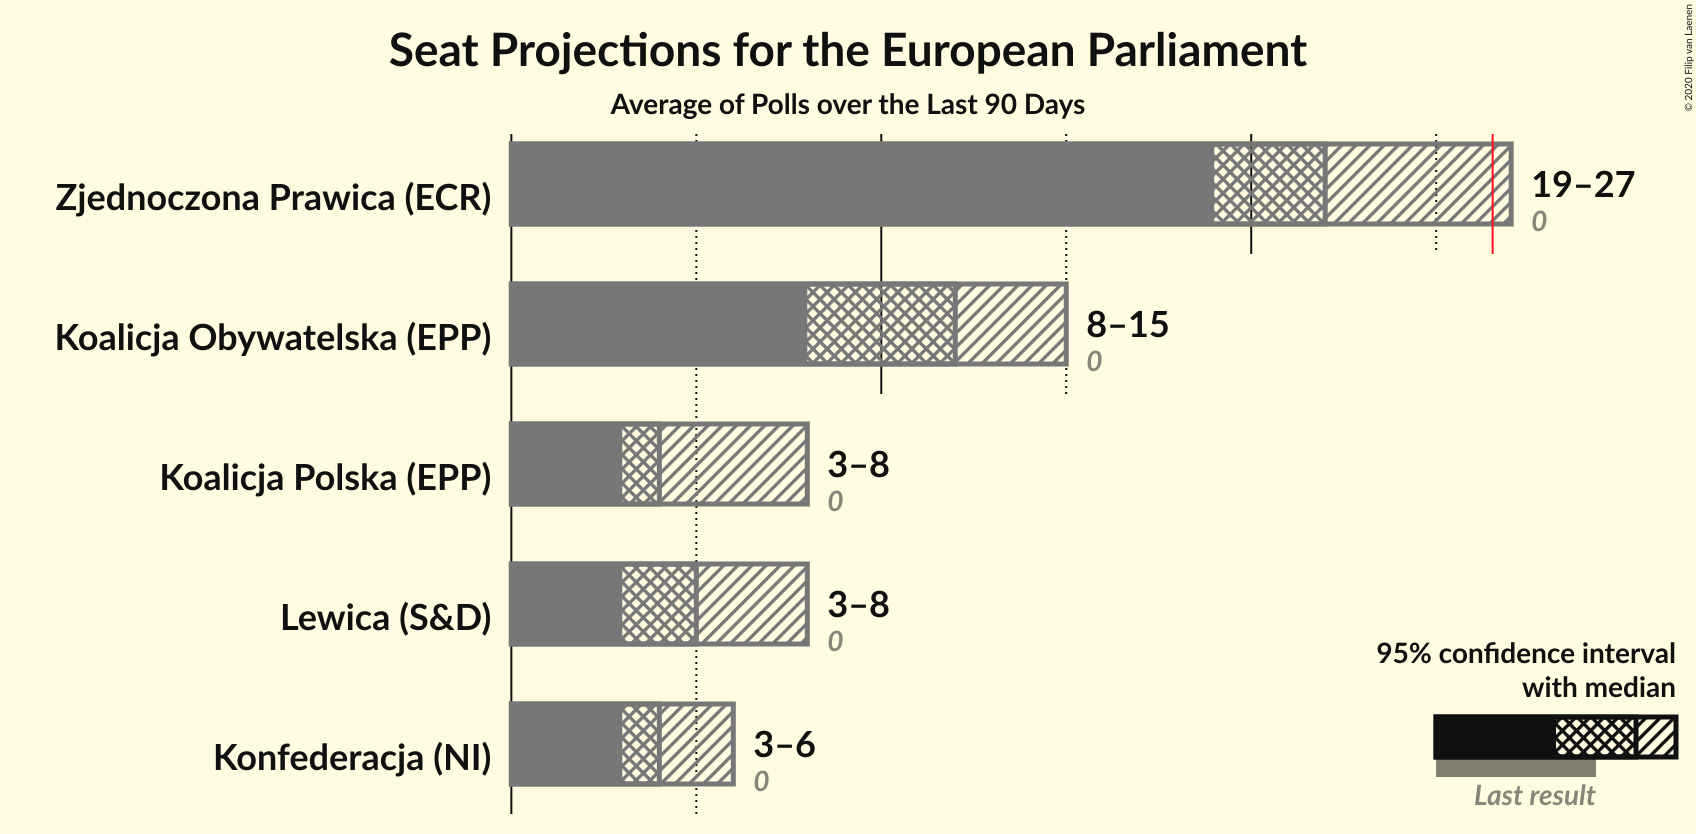 Seat Projections for the European Parliament
Average of Polls over the Last 90 Days
© 2020 Filip van Laenen
Zjednoczona Prawica (ECR)
19–27
0
Koalicja Obywatelska (EPP)
8–15
0
Koalicja Polska (EPP)
3–8
0
Lewica (S&D)
3–8
0
Konfederacja (NI)
3–6
0
95% confidence interval
with median
Last result